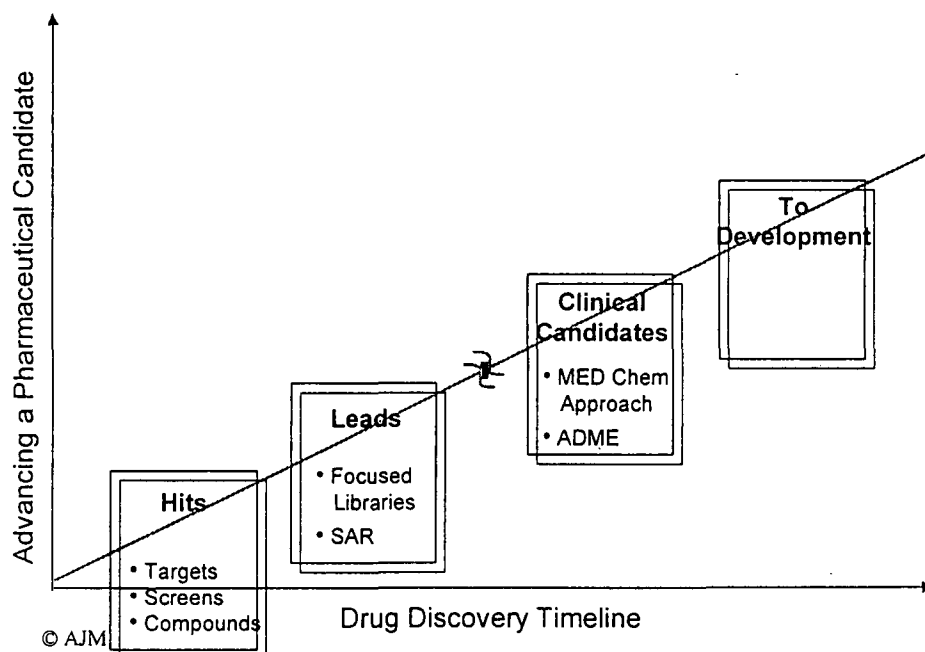 Advancing a Pharmaceutical Candidate
Hits
• Targets
• Screens
• Compounds
Leads
• Focused
Libraries
• SAR
Clinical
Candidates
• MED Chem
Approach
• ADME
To
Development
Drug Discovery Timeline
© AJM